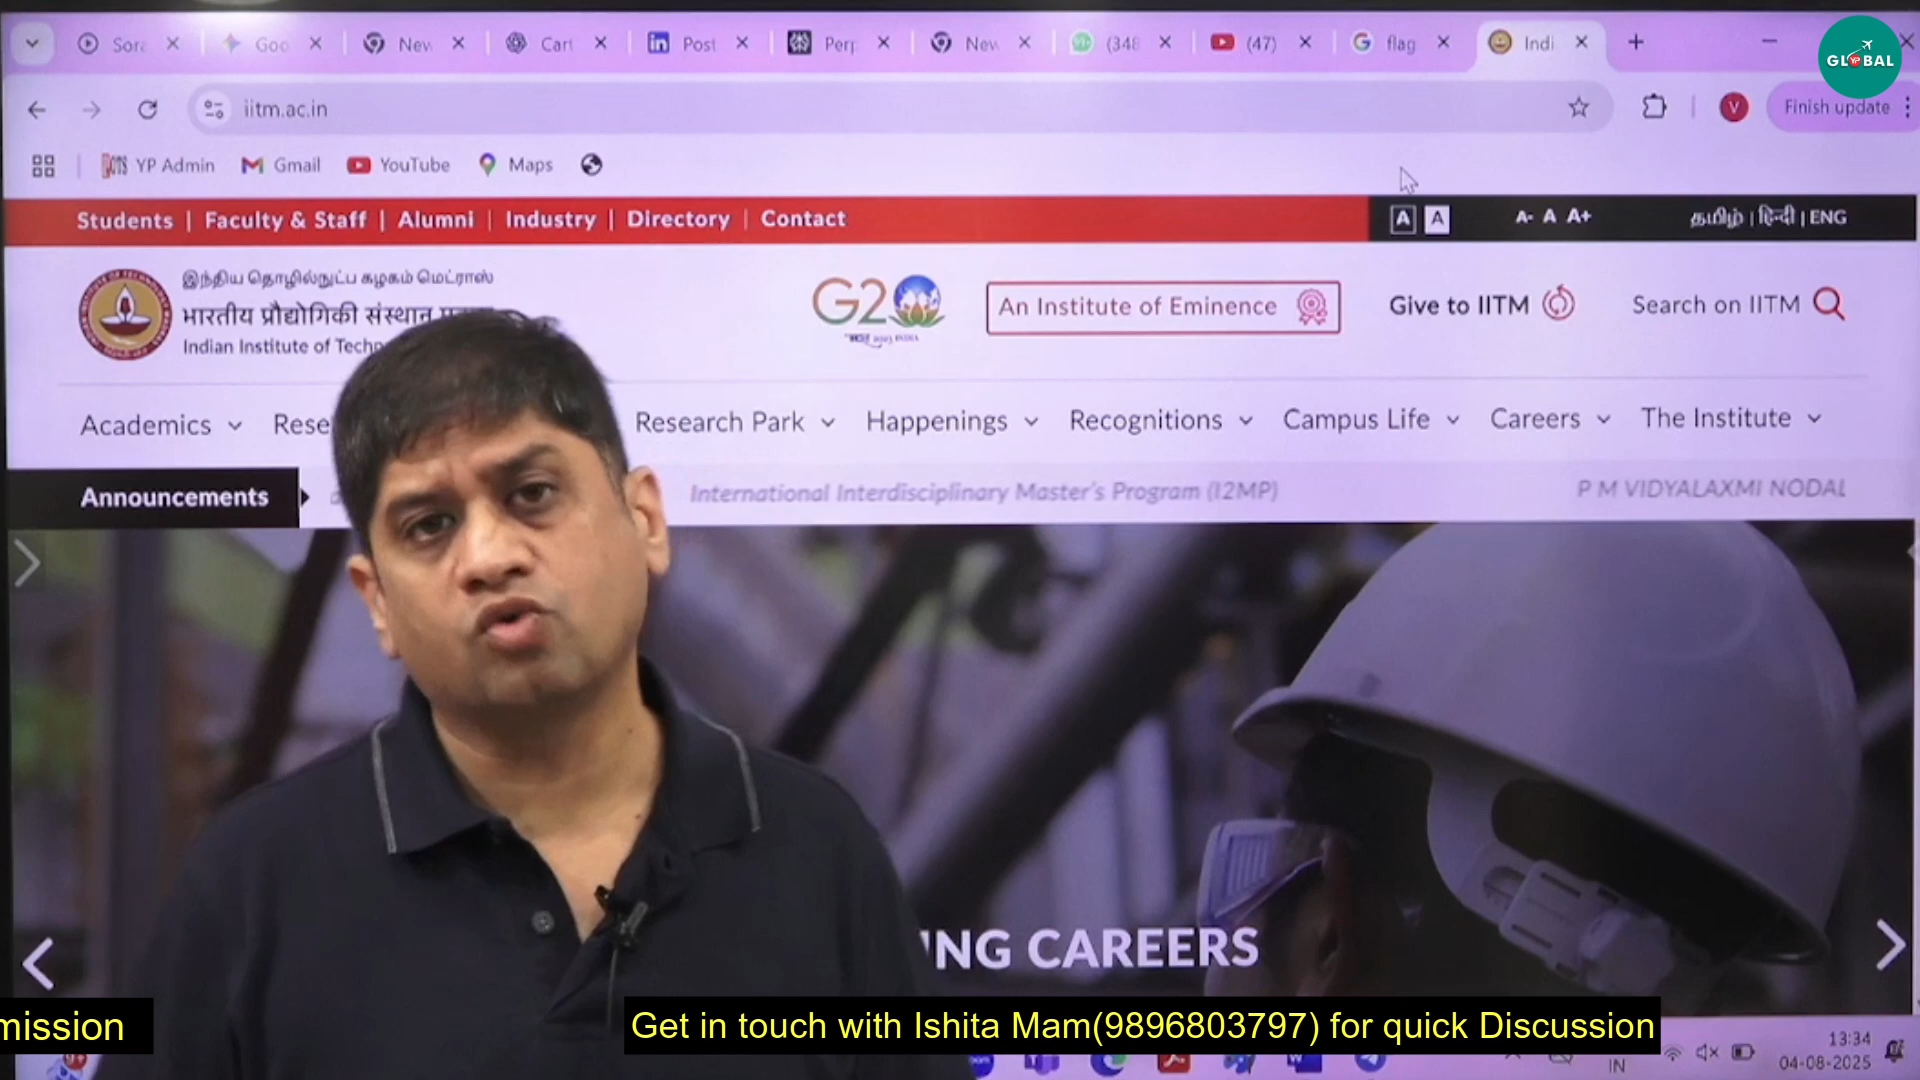 Sora
Goo
New
Cart
Post
Perp
New
(348
(47)
flag
Indi
GLOBAL
YP
iitm.ac.in
V
Finish update
YP Admin
Gmail
YouTube
Maps
Students | Faculty & Staff | Alumni | Industry | Directory | Contact
A A
A- A A+
தமிழ் | हिन्दी | ENG
இந்திய தொழில்நுட்ப கழகம் மெட்ராஸ்
भारतीय प्रौद्योगिकी संस्थान
Indian Institute of Techno
G20
An Institute of Eminence
Give to IITM
Search on IITM
Academics
Rese
Research Park
Happenings
Recognitions
Campus Life
Careers
The Institute
Announcements
International Interdisciplinary Master's Program (I2MP)
P M VIDYALAXMI NODAL
ING CAREERS
mission
Get in touch with Ishita Mam(9896803797) for quick Discussion
IN
13:34
04-08-2025